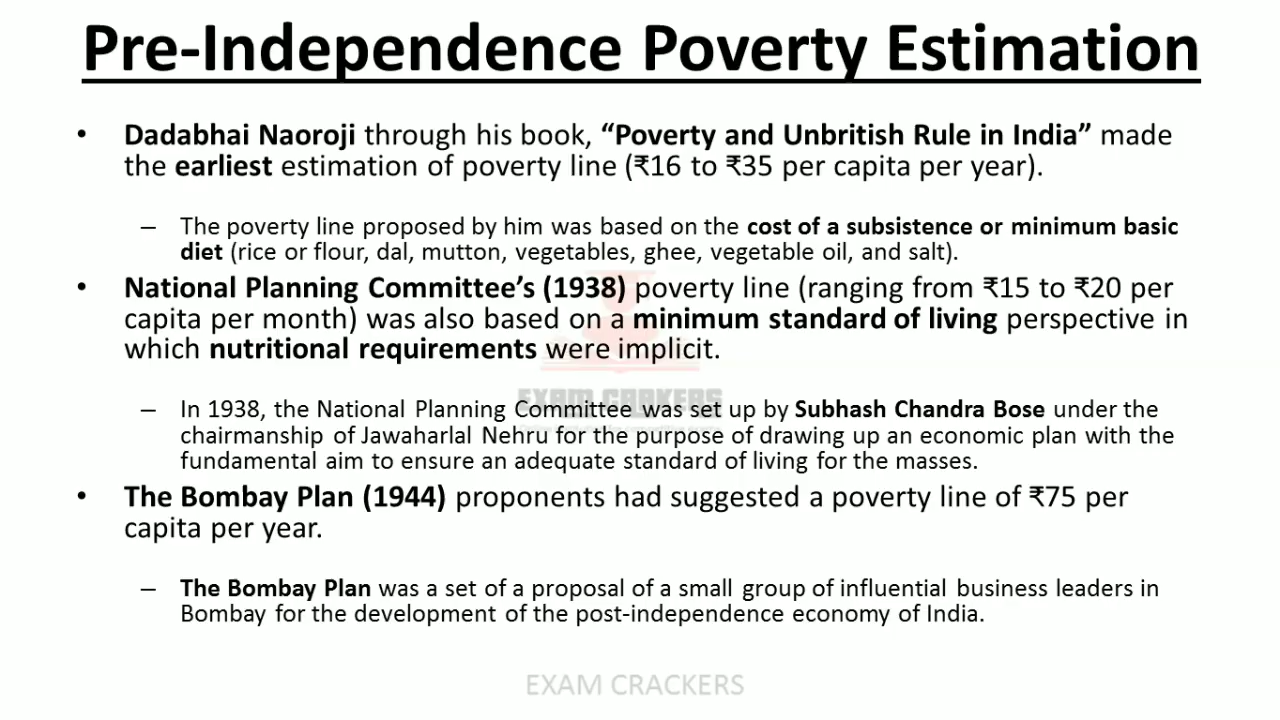 Pre-Independence Poverty Estimation
• Dadabhai Naoroji through his book, “Poverty and Unbritish Rule in India” made
the earliest estimation of poverty line (₹16 to ₹35 per capita per year).
– The poverty line proposed by him was based on the cost of a subsistence or minimum basic
diet (rice or flour, dal, mutton, vegetables, ghee, vegetable oil, and salt).
• National Planning Committee’s (1938) poverty line (ranging from ₹15 to ₹20 per
capita per month) was also based on a minimum standard of living perspective in
which nutritional requirements were implicit.
EXAM CRAKERS
– In 1938, the National Planning Committee was set up by Subhash Chandra Bose under the
chairmanship of Jawaharlal Nehru for the purpose of drawing up an economic plan with the
fundamental aim to ensure an adequate standard of living for the masses.
• The Bombay Plan (1944) proponents had suggested a poverty line of ₹75 per
capita per year.
– The Bombay Plan was a set of a proposal of a small group of influential business leaders in
Bombay for the development of the post-independence economy of India.
EXAM CRACKERS